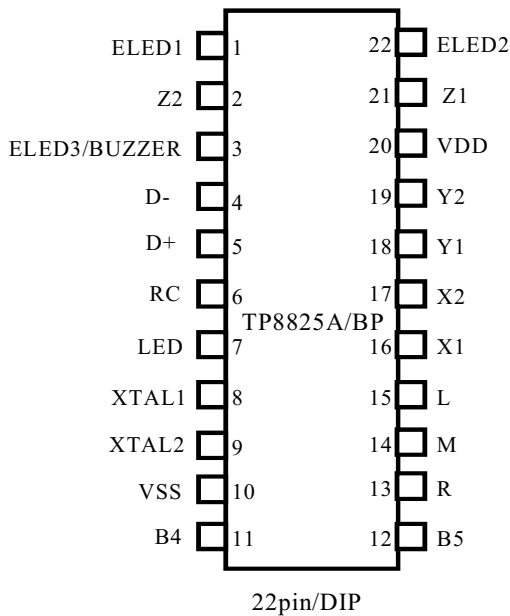 ELED1 1 22 ELED2
Z2 2 21 Z1
ELED3/BUZZER 3 20 VDD
D- 4 19 Y2
D+ 5 18 Y1
RC 6 17 X2
TP8825A/BP
LED 7 16 X1
XTAL1 8 15 L
XTAL2 9 14 M
VSS 10 13 R
B4 11 12 B5
22pin/DIP